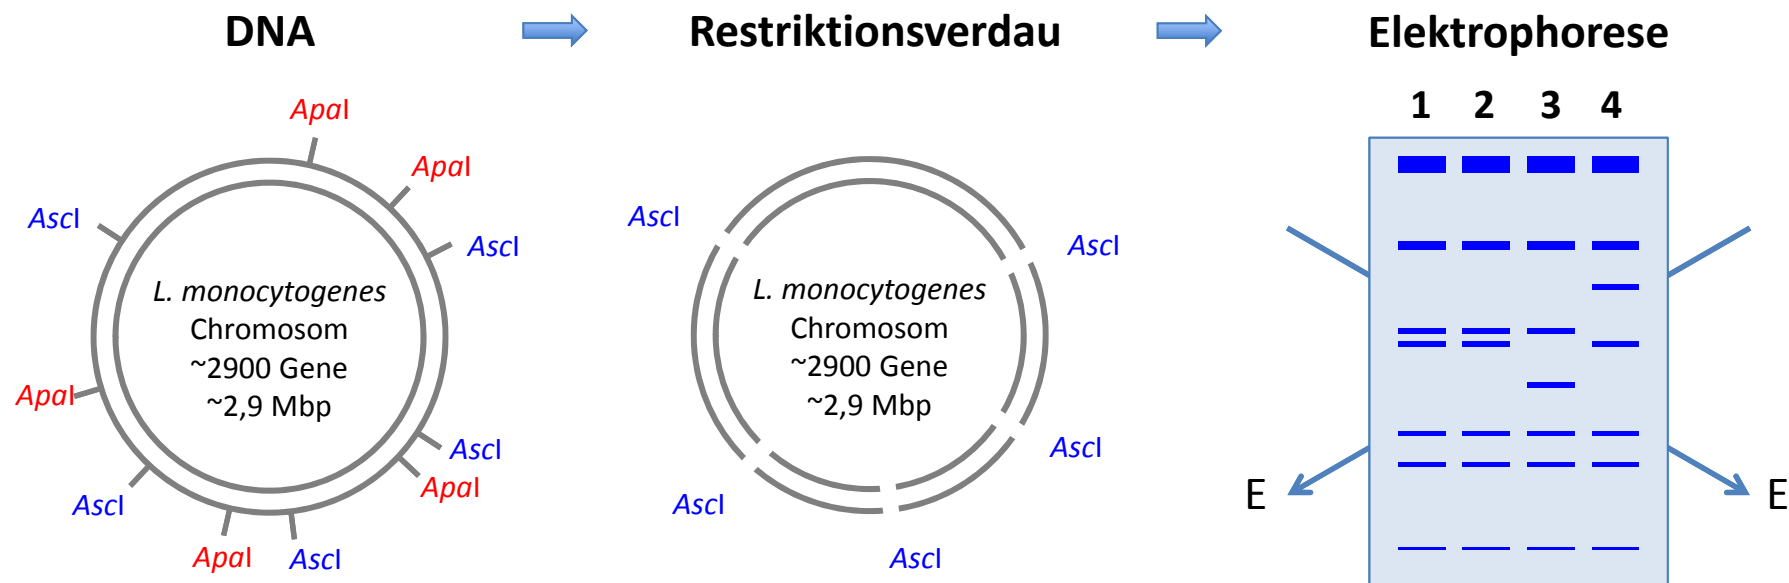 DNA
Restriktionsverdau
Elektrophorese
ApaI
ApaI
AscI
AscI
L. monocytogenes
Chromosom
~2900 Gene
~2,9 Mbp
ApaI
AscI
ApaI
AscI
ApaI
AscI
AscI
AscI
L. monocytogenes
Chromosom
~2900 Gene
~2,9 Mbp
AscI
AscI
AscI
1 2 3 4
E
E